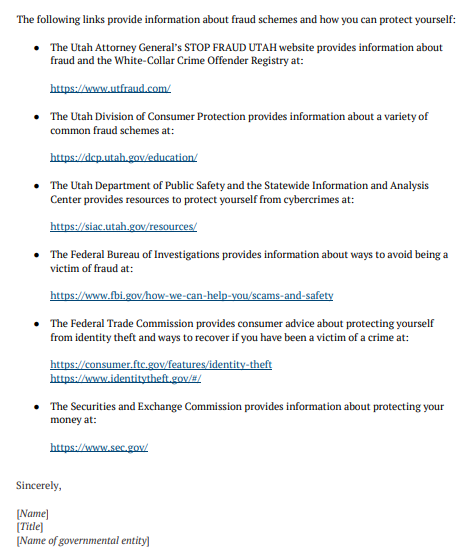 The following links provide information about fraud schemes and how you can protect yourself:
● The Utah Attorney General's STOP FRAUD UTAH website provides information about
fraud and the White-Collar Crime Offender Registry at:
https://www.utfraud.com/
● The Utah Division of Consumer Protection provides information about a variety of
common fraud schemes at:
https://dcp.utah.gov/education/
● The Utah Department of Public Safety and the Statewide Information and Analysis
Center provides resources to protect yourself from cybercrimes at:
https://siac.utah.gov/resources/
● The Federal Bureau of Investigations provides information about ways to avoid being a
victim of fraud at:
https://www.fbi.gov/how-we-can-help-you/scams-and-safety
● The Federal Trade Commission provides consumer advice about protecting yourself
from identity theft and ways to recover if you have been a victim of a crime at:
https://consumer.ftc.gov/features/identity-theft
https://www.identitytheft.gov/#/
● The Securities and Exchange Commission provides information about protecting your
money at:
https://www.sec.gov/
Sincerely,
[Name]
[Title]
[Name of governmental entity]